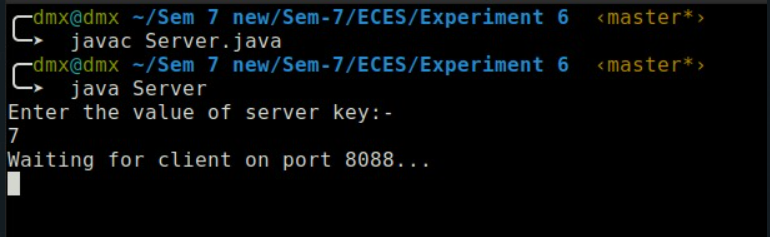 dmx@dmx ~/Sem 7 new/Sem-7/ECES/Experiment 6 ‹master*›
➤ javac Server.java
dmx@dmx ~/Sem 7 new/Sem-7/ECES/Experiment 6 ‹master*›
➤ java Server
Enter the value of server key:-
7
Waiting for client on port 8088...